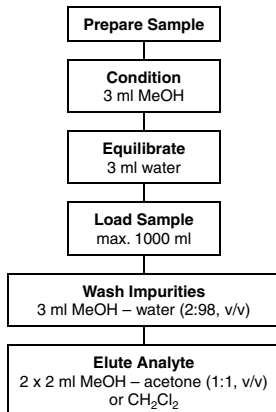 Prepare Sample
Condition
3 ml MeOH
Equilibrate
3 ml water
Load Sample
max. 1000 ml
Wash Impurities
3 ml MeOH – water (2:98, v/v)
Elute Analyte
2 x 2 ml MeOH – acetone (1:1, v/v)
or CH₂Cl₂